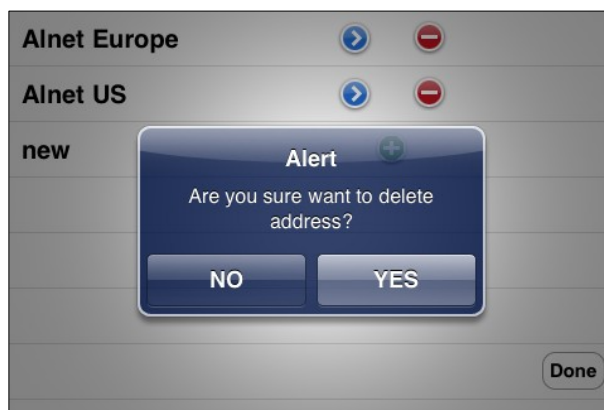 Alnet Europe
Alnet US
new
Alert
Are you sure want to delete
address?
NO YES
Done